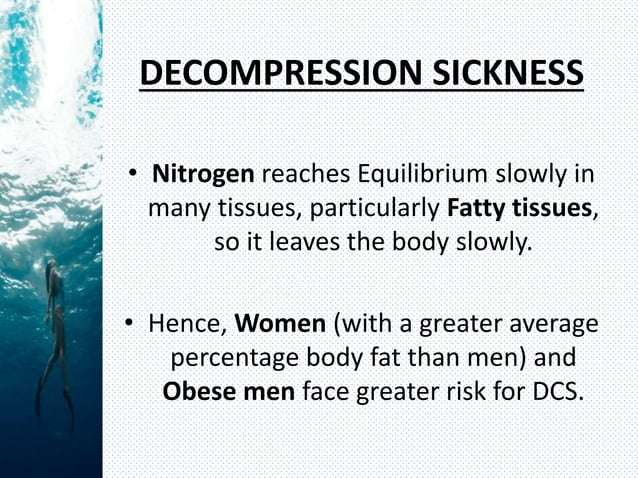 DECOMPRESSION SICKNESS
• Nitrogen reaches Equilibrium slowly in
many tissues, particularly Fatty tissues,
so it leaves the body slowly.
• Hence, Women (with a greater average
percentage body fat than men) and
Obese men face greater risk for DCS.